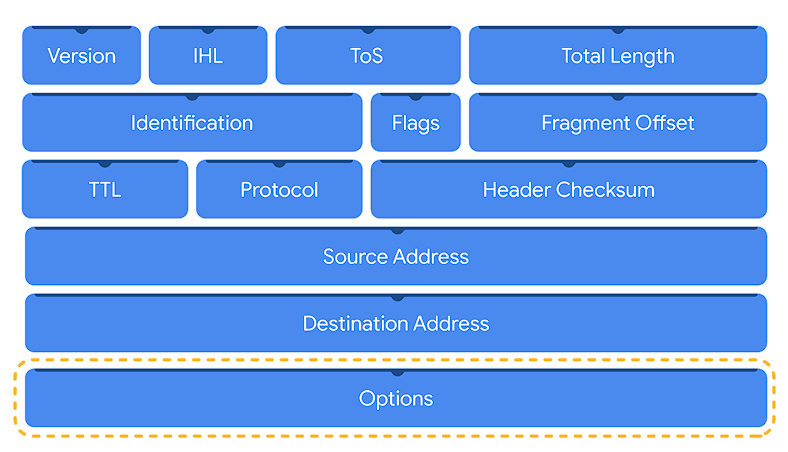 Version IHL ToS Total Length
Identification Flags Fragment Offset
TTL Protocol Header Checksum
Source Address
Destination Address
Options